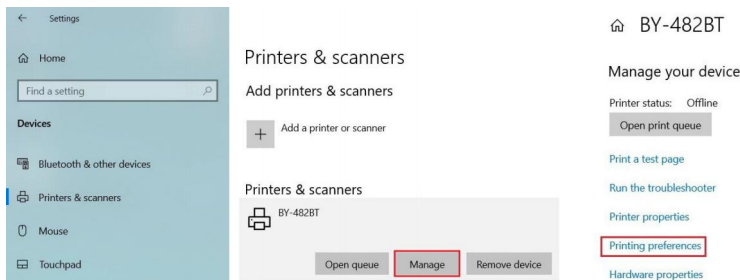 Settings
Home
Find a setting
Devices
Bluetooth & other devices
Printers & scanners
Mouse
Touchpad
Printers & scanners
Add printers & scanners
Add a printer or scanner
Printers & scanners
BY-482BT
Open queue Manage Remove device
BY-482BT
Manage your device
Printer status: Offline
Open print queue
Print a test page
Run the troubleshooter
Printer properties
Printing preferences
Hardware properties